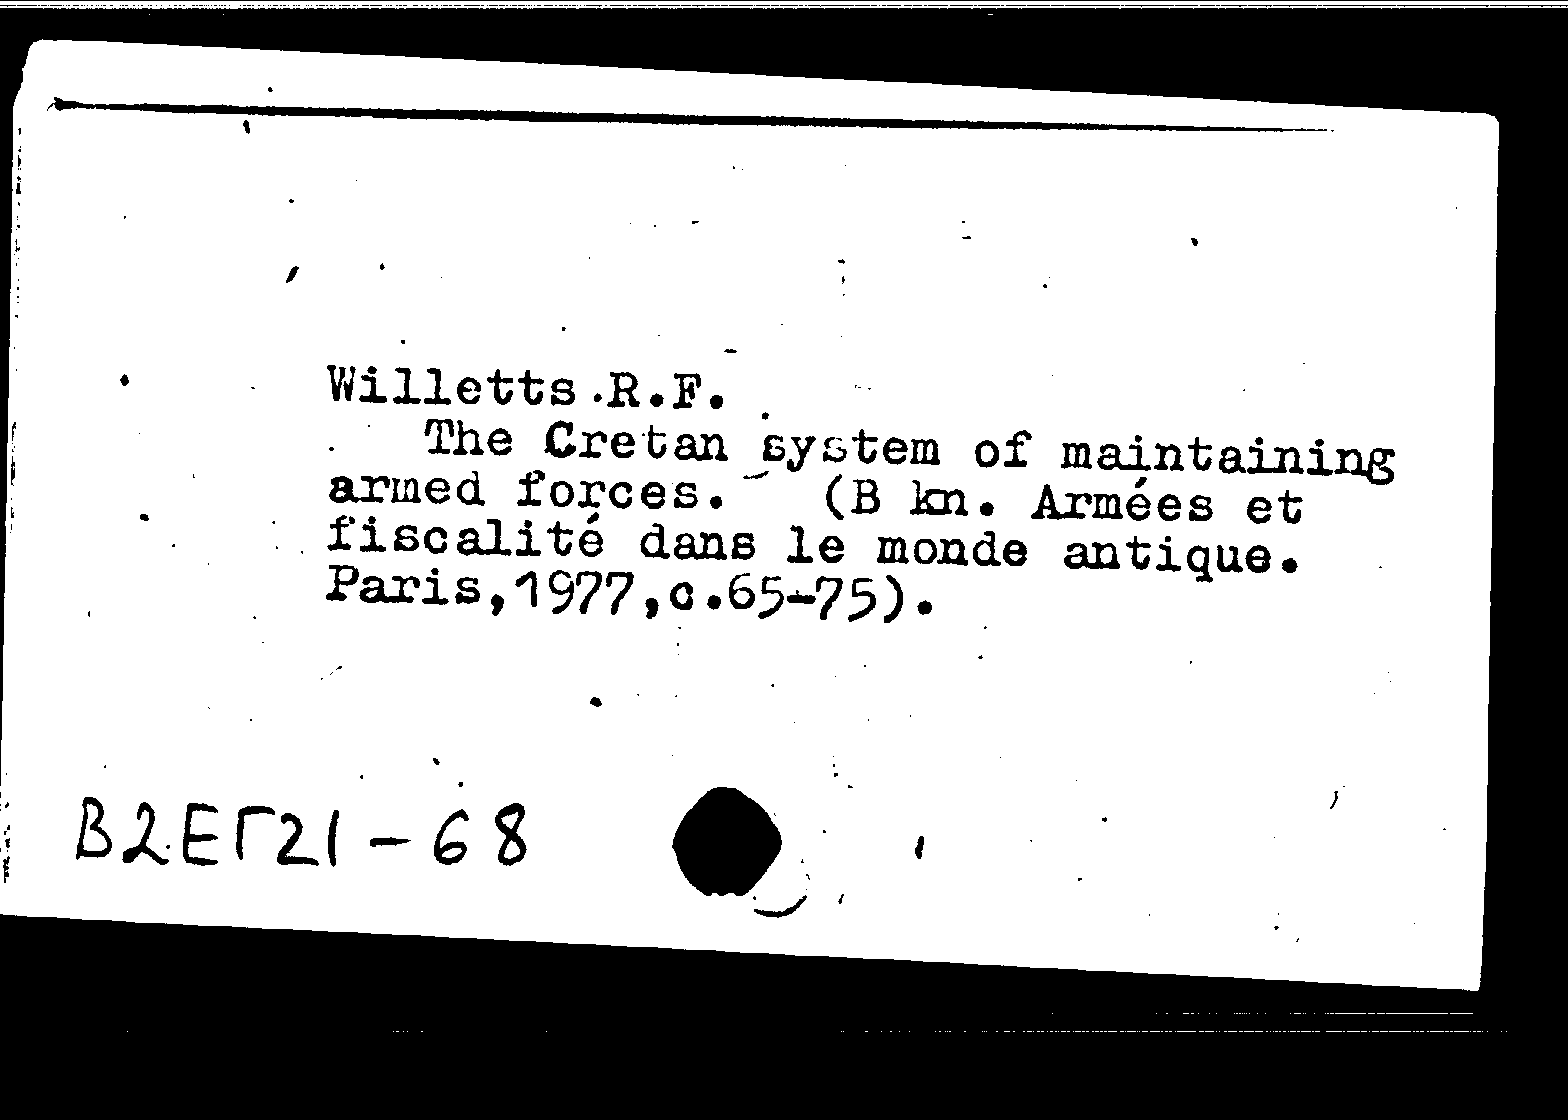 Willetts R.F.
The Cretan system of maintaining
armed forces. (B kn. Armées et
fiscalité dans le monde antique.
Paris,1977,c.65-75).
В2ЕГ21-68